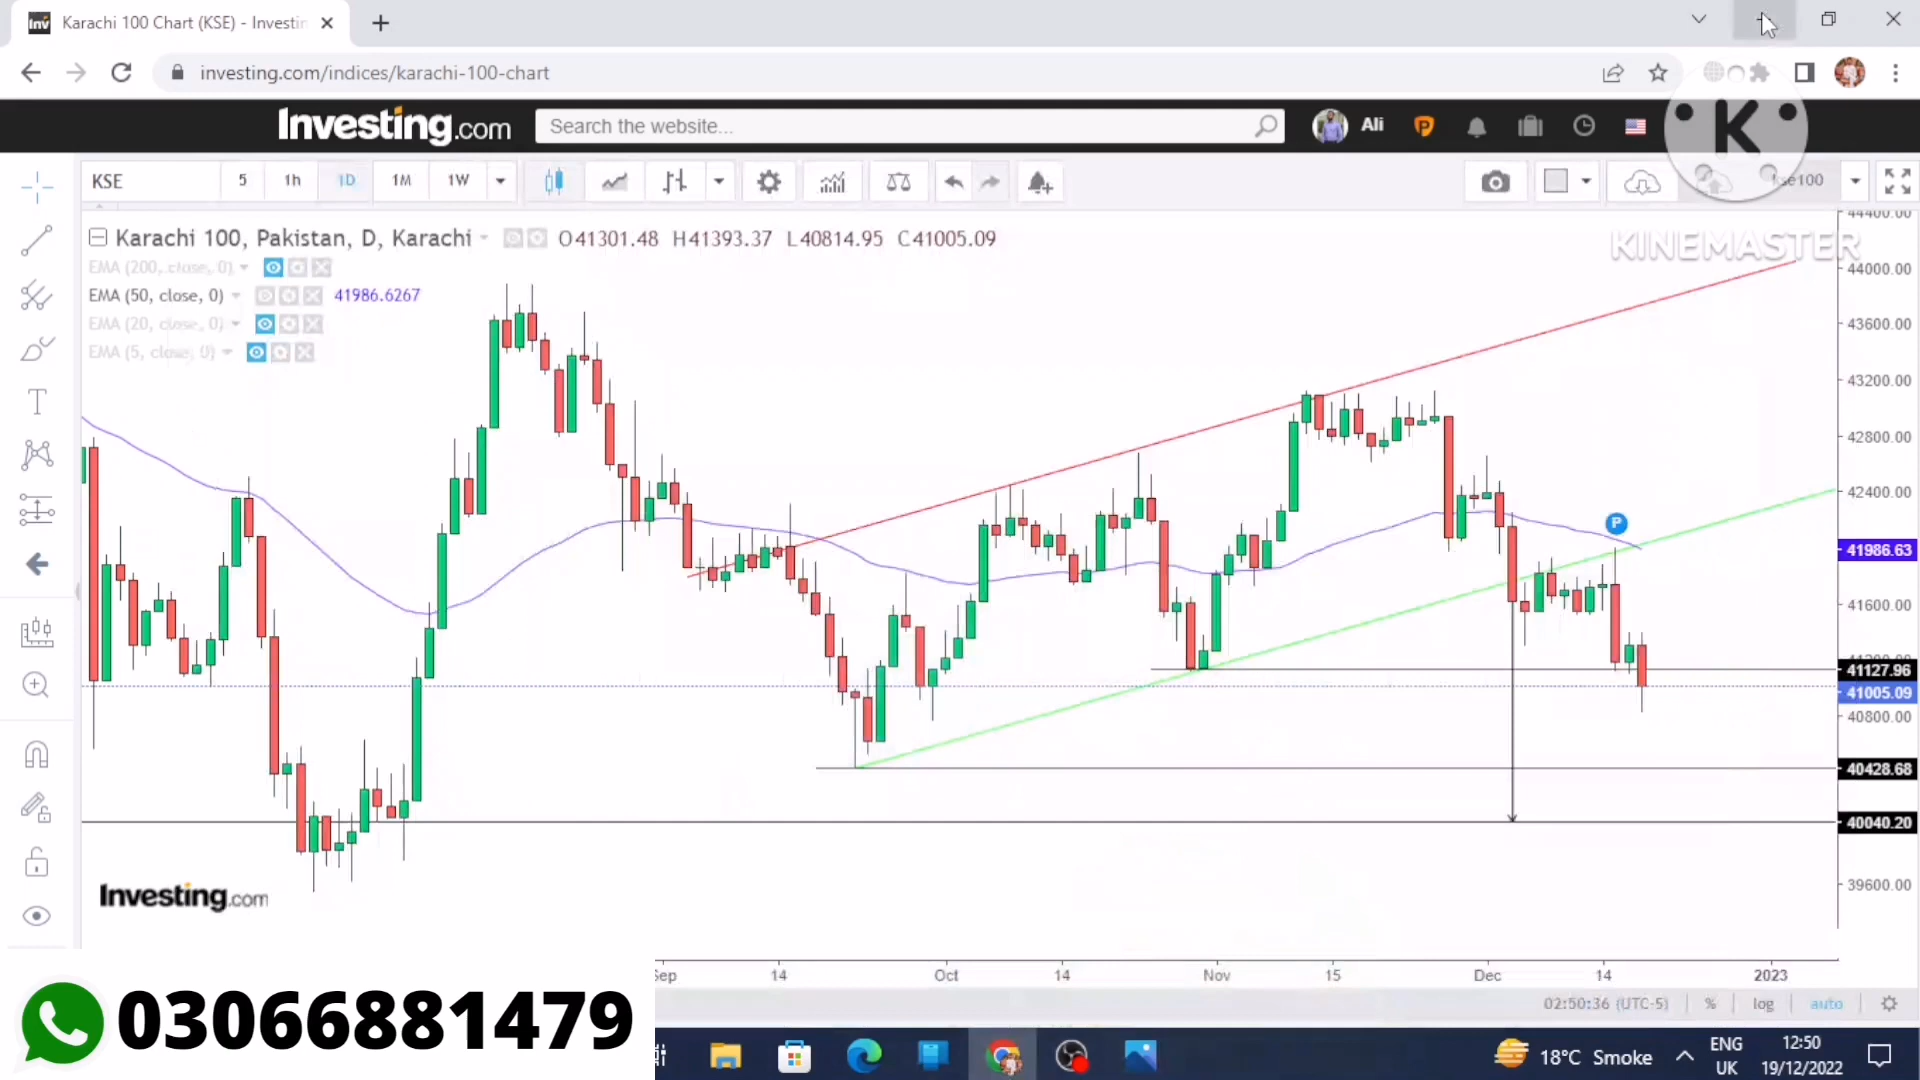 Karachi 100 Chart (KSE) - Investin
investing.com/indices/karachi-100-chart
Investing.com
Search the website...
Ali
K
KSE
5 1h 1D 1M 1W
kse100
Karachi 100, Pakistan, D, Karachi O41301.48 H41393.37 L40814.95 C41005.09
KINEMASTER
EMA (200, close, 0)
EMA (50, close, 0) 41986.6267
EMA (20, close, 0)
EMA (5, close, 0)
44400.00
44000.00
43600.00
43200.00
42800.00
42400.00
P
41986.63
41600.00
41127.96
41005.09
40800.00
40428.68
40040.20
39600.00
Investing.com
Sep 14 Oct 14 Nov 15 Dec 14 2023
02:50:36 (UTC-5) % log auto
03066881479
18°C Smoke
ENG
UK
12:50
19/12/2022